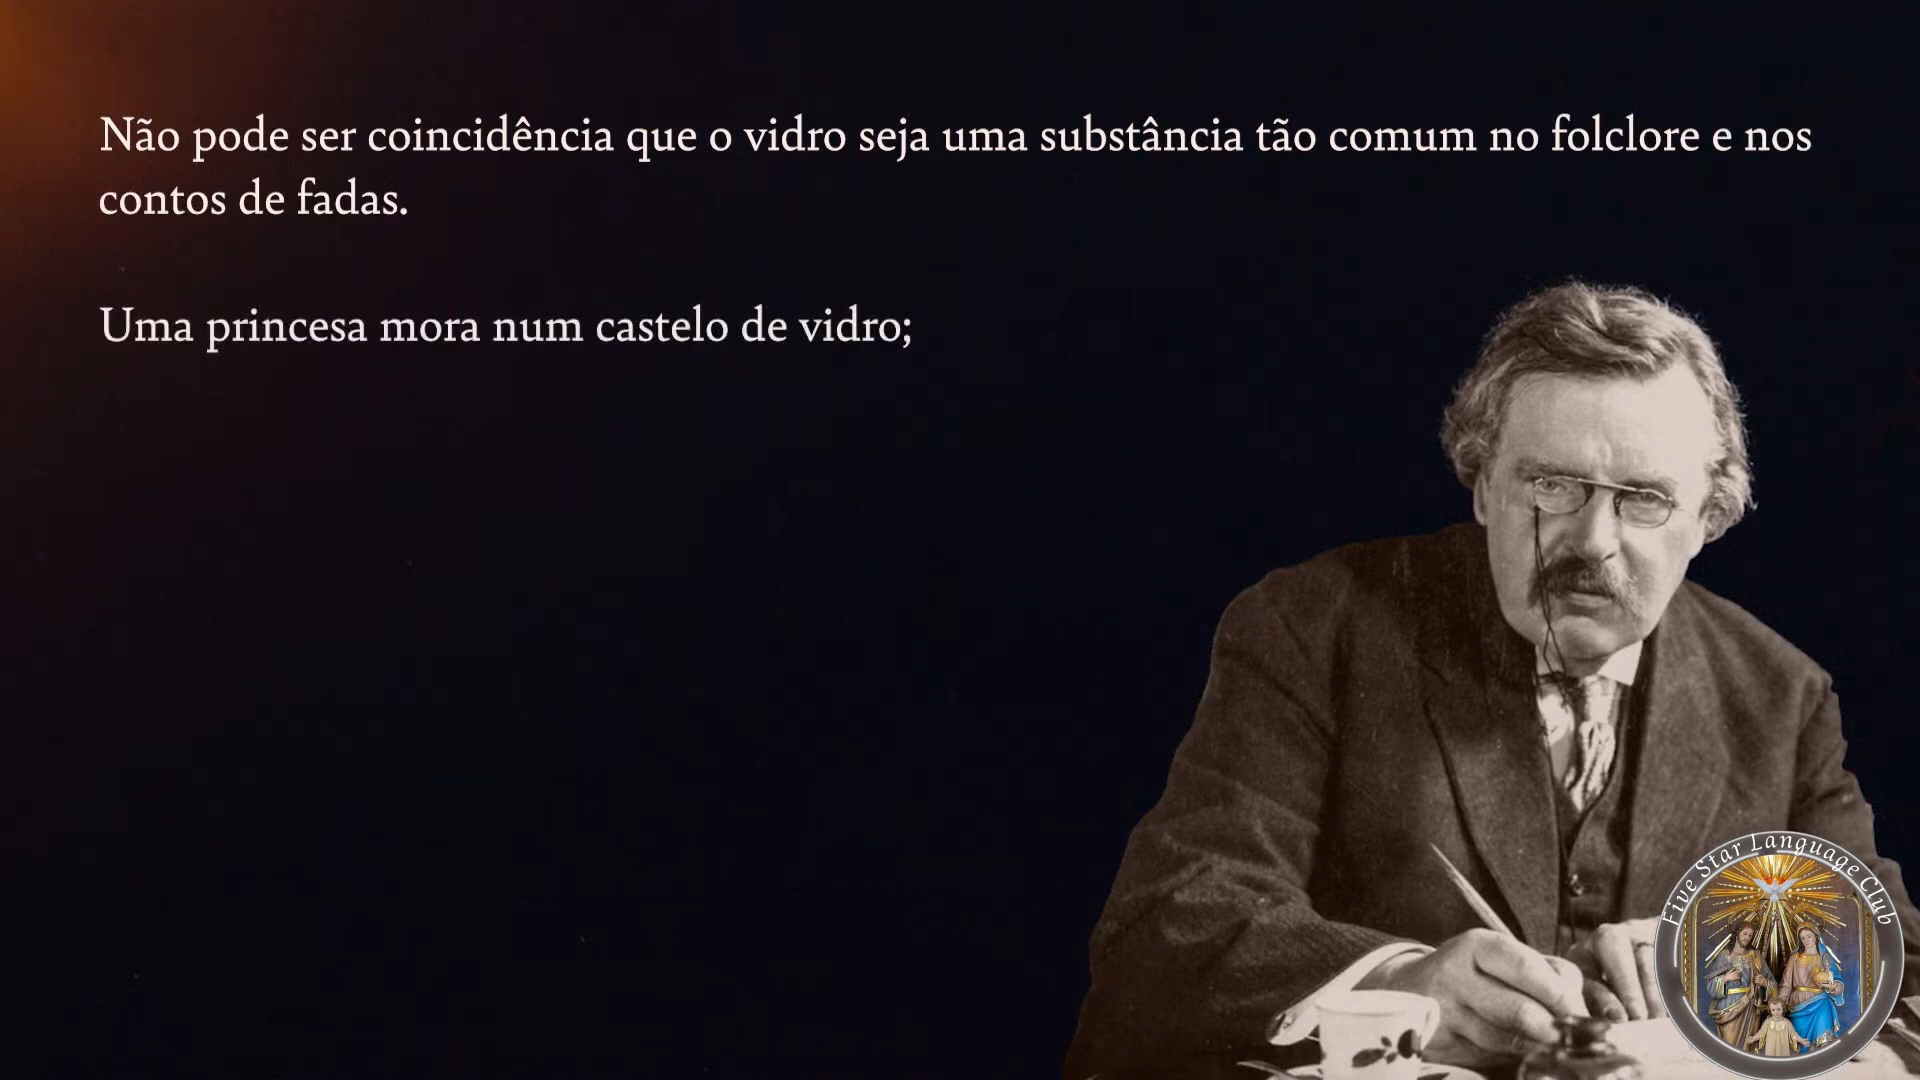 Não pode ser coincidência que o vidro seja uma substância tão comum no folclore e nos
contos de fadas.
Uma princesa mora num castelo de vidro;
Five Star Language Club